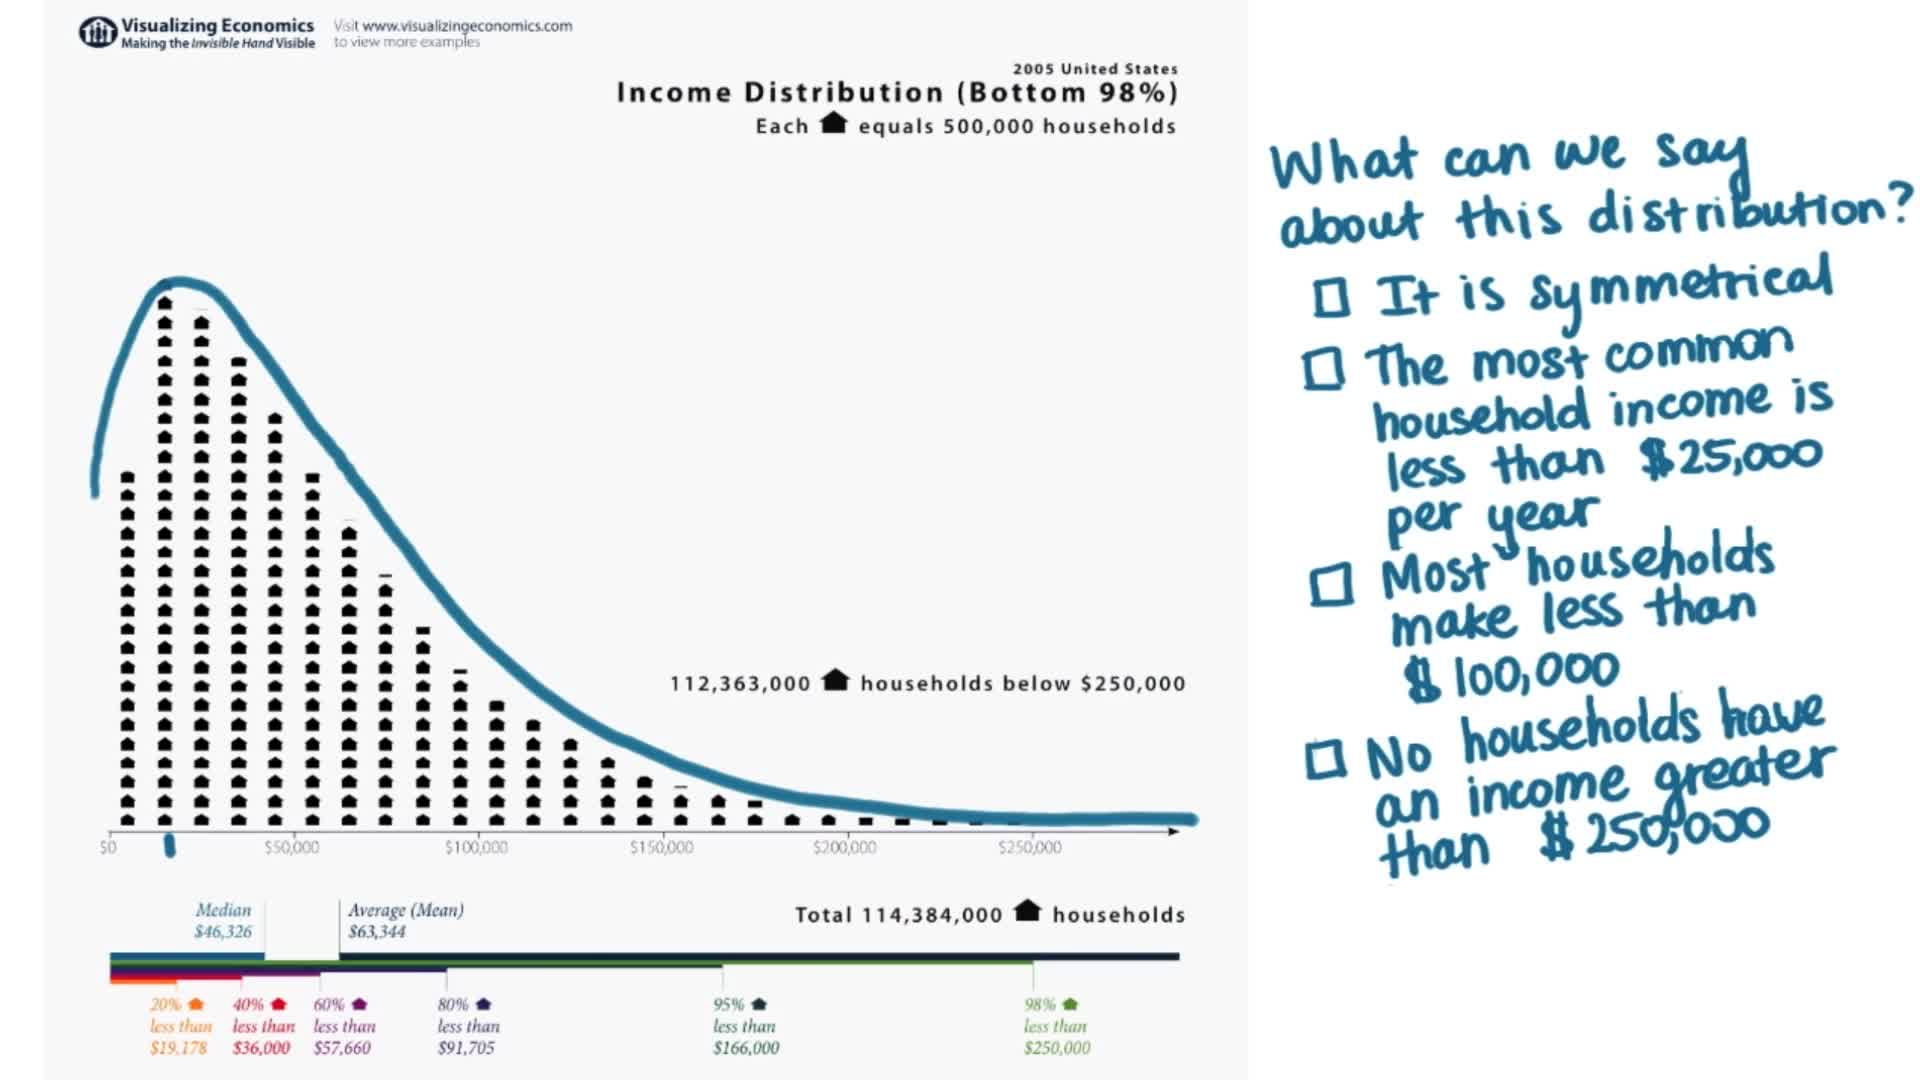 Visualizing Economics
Making the Invisible Hand Visible
Visit www.visualizingeconomics.com
to view more examples
2005 United States
Income Distribution (Bottom 98%)
Each equals 500,000 households
What can we say
about this distribution?
It is symmetrical
The most common
household income is
less than $25,000
per year
Most households
make less than
$100,000
No households have
an income greater
than $250,000
112,363,000 households below $250,000
$0 $50,000 $100,000 $150,000 $200,000 $250,000
Median
$46,326
Average (Mean)
$63,344
Total 114,384,000 households
20%
less than
$19,178
40%
less than
$36,000
60%
less than
$57,660
80%
less than
$91,705
95%
less than
$166,000
98%
less than
$250,000